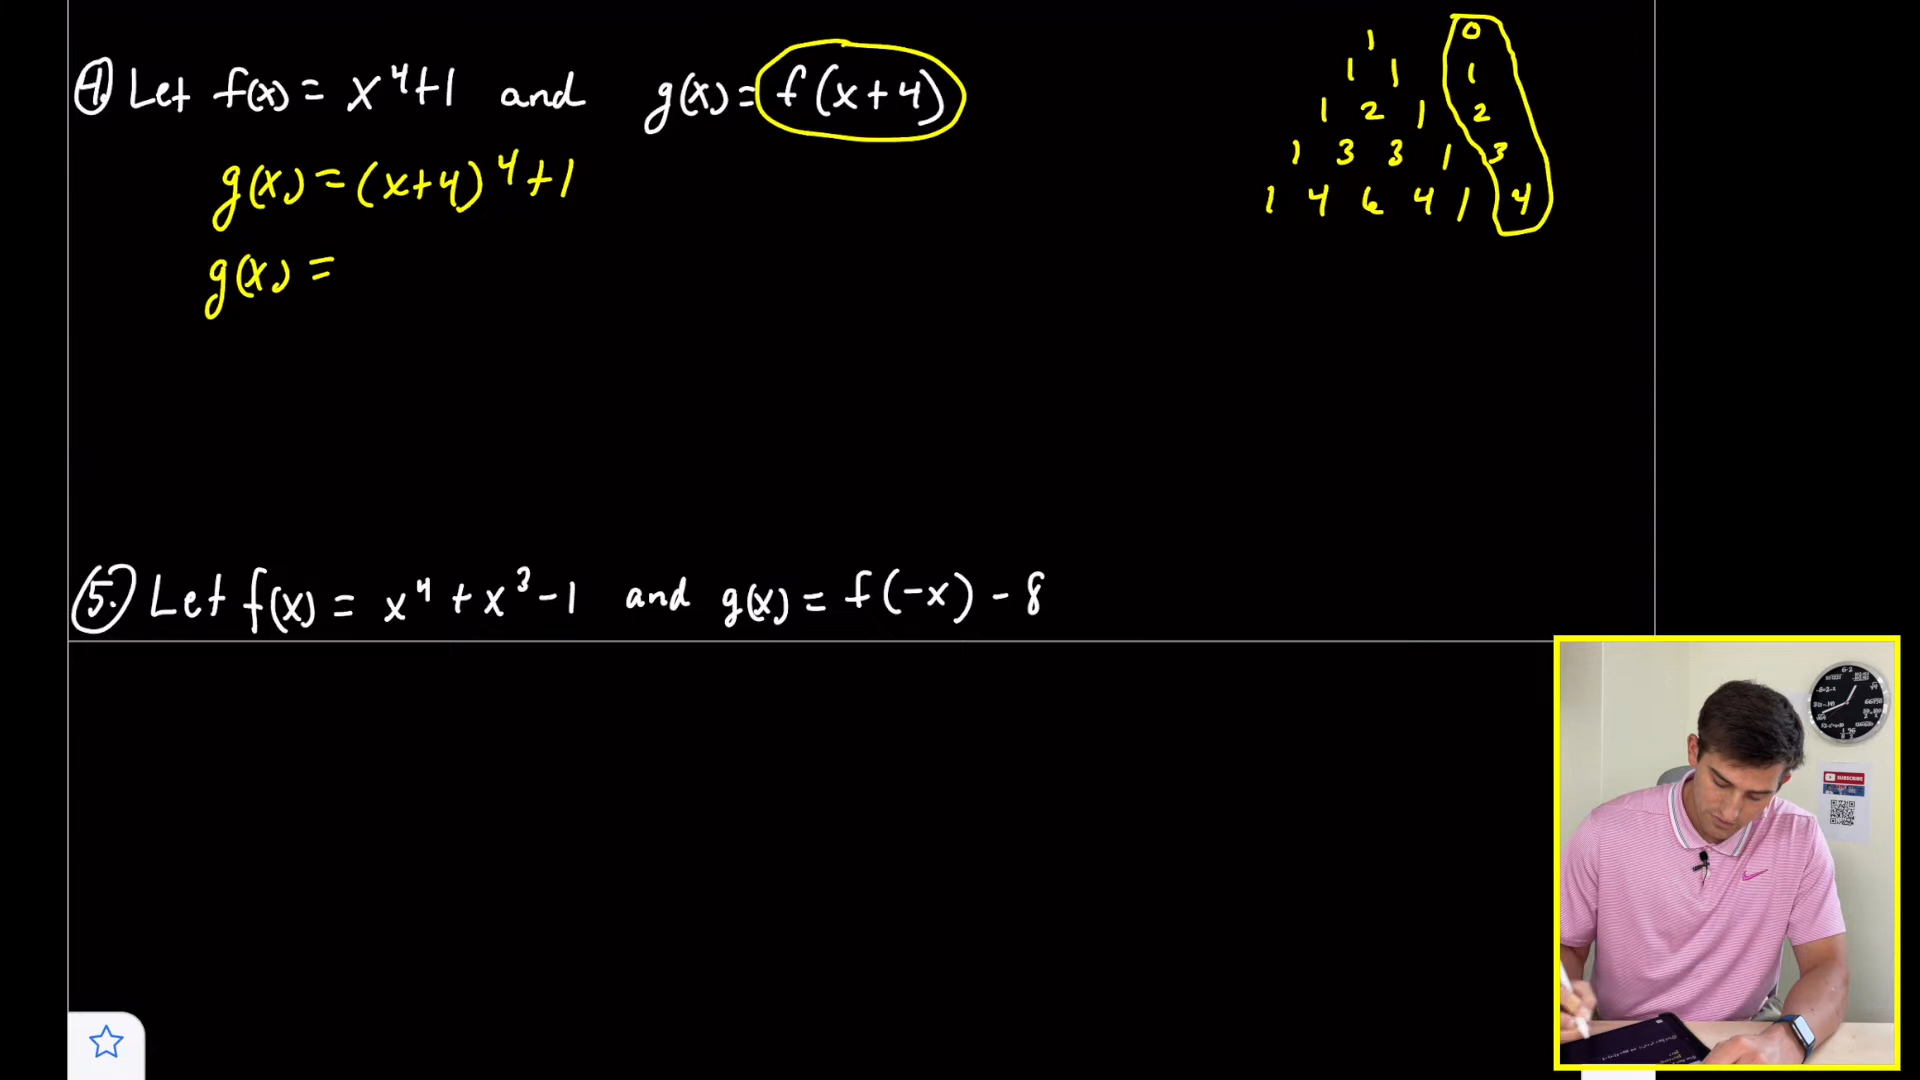 4. Let f(x) = x⁴+1 and g(x) = f(x+4)
g(x) = (x+4)⁴+1
g(x) =
1 0
1 1 1
1 2 1 2
1 3 3 1 3
1 4 6 4 1 4
5. Let f(x) = x⁴ + x³ - 1 and g(x) = f(-x) - 8
SUBSCRIBE